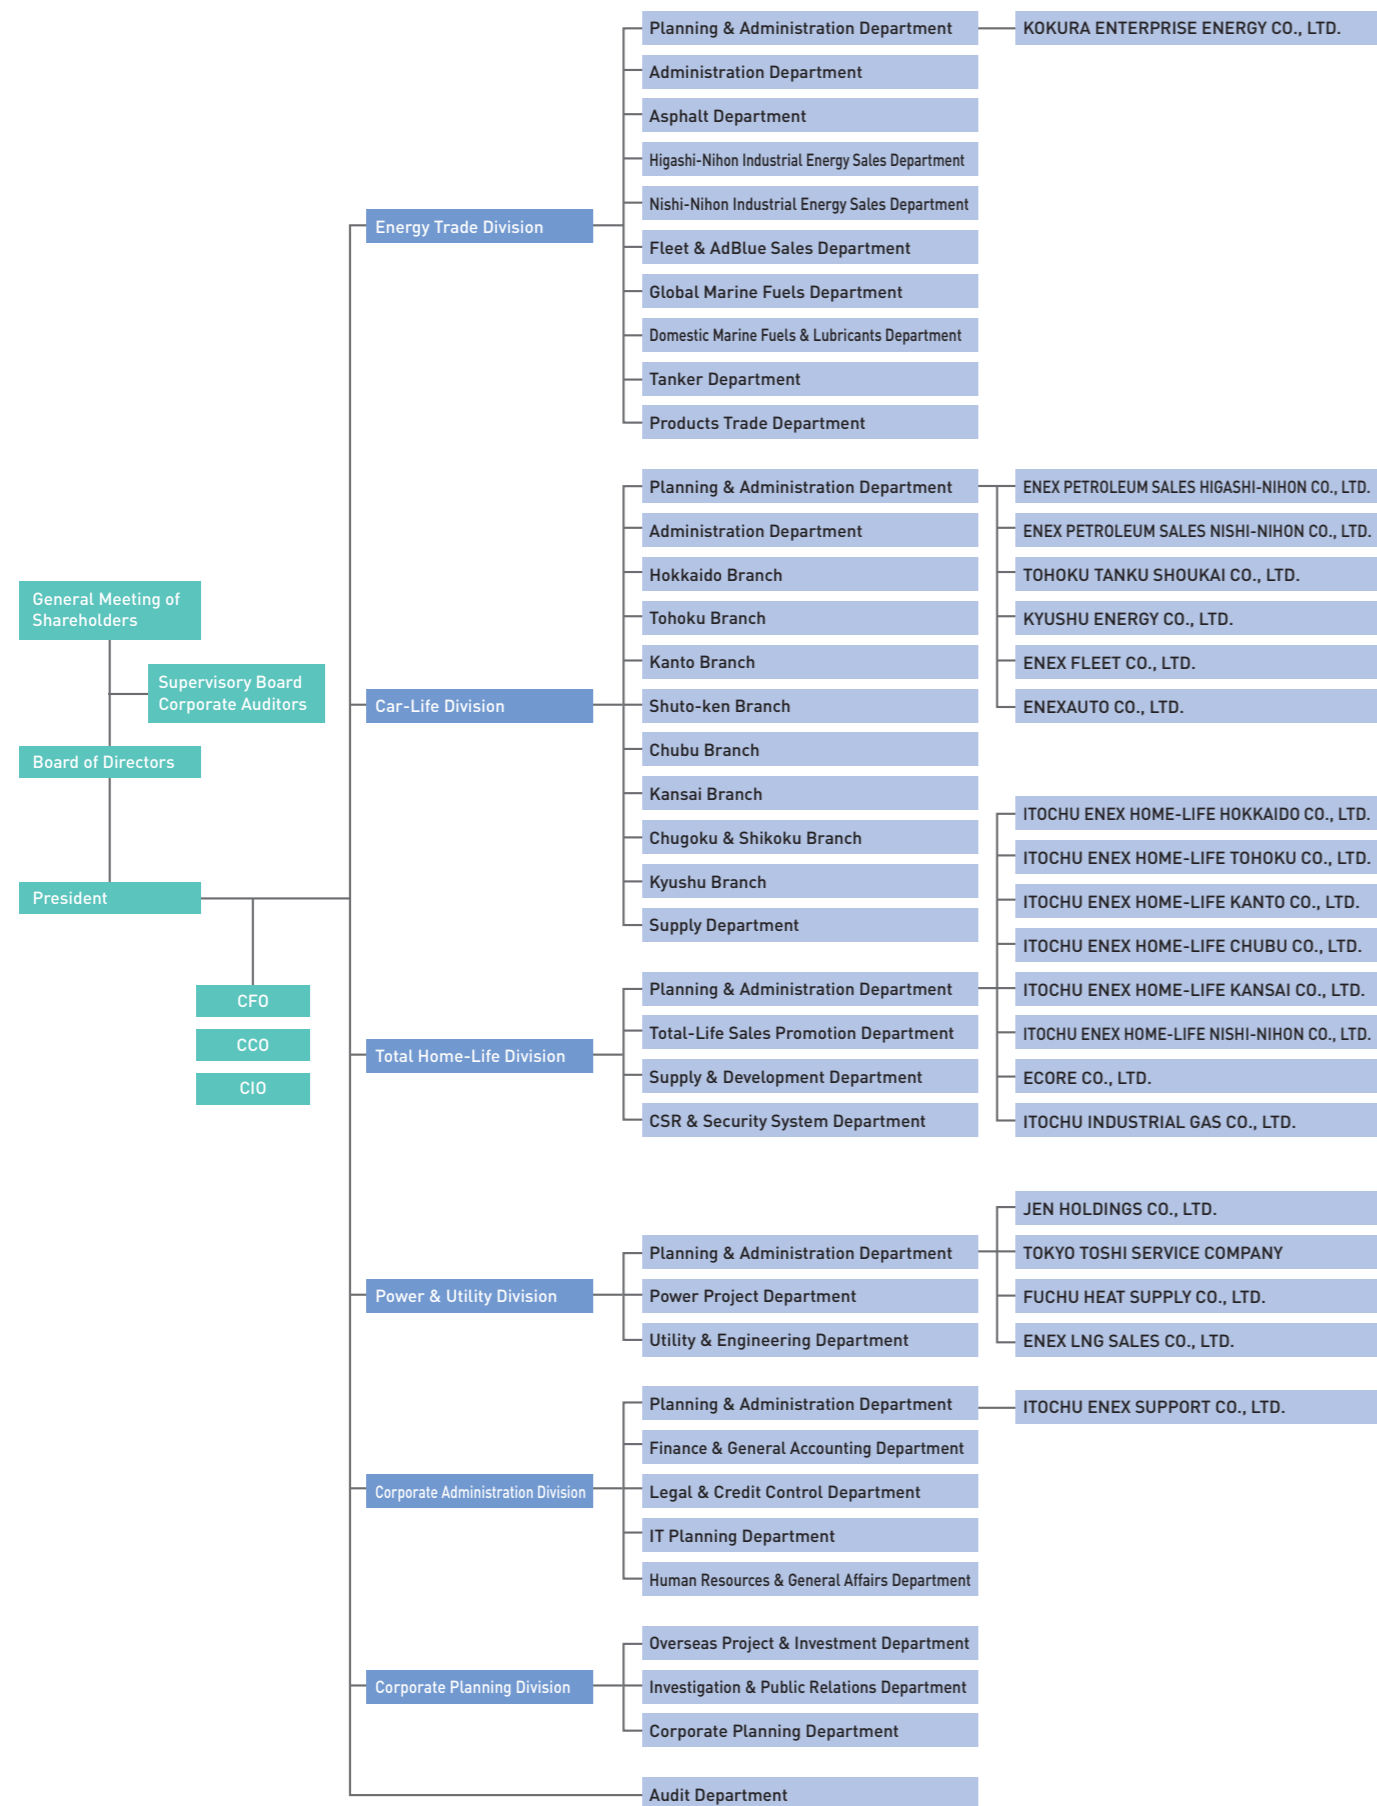 General Meeting of
Shareholders
Supervisory Board
Corporate Auditors
Board of Directors
President
CFO
CCO
CIO
Energy Trade Division
Planning & Administration Department
KOKURA ENTERPRISE ENERGY CO., LTD.
Administration Department
Asphalt Department
Higashi-Nihon Industrial Energy Sales Department
Nishi-Nihon Industrial Energy Sales Department
Fleet & AdBlue Sales Department
Global Marine Fuels Department
Domestic Marine Fuels & Lubricants Department
Tanker Department
Products Trade Department
Car-Life Division
Planning & Administration Department
Administration Department
Hokkaido Branch
Tohoku Branch
Kanto Branch
Shuto-ken Branch
Chubu Branch
Kansai Branch
Chugoku & Shikoku Branch
Kyushu Branch
Supply Department
ENEX PETROLEUM SALES HIGASHI-NIHON CO., LTD.
ENEX PETROLEUM SALES NISHI-NIHON CO., LTD.
TOHOKU TANKU SHOUKAI CO., LTD.
KYUSHU ENERGY CO., LTD.
ENEX FLEET CO., LTD.
ENEXAUTO CO., LTD.
Total Home-Life Division
Planning & Administration Department
Total-Life Sales Promotion Department
Supply & Development Department
CSR & Security System Department
ITOCHU ENEX HOME-LIFE HOKKAIDO CO., LTD.
ITOCHU ENEX HOME-LIFE TOHOKU CO., LTD.
ITOCHU ENEX HOME-LIFE KANTO CO., LTD.
ITOCHU ENEX HOME-LIFE CHUBU CO., LTD.
ITOCHU ENEX HOME-LIFE KANSAI CO., LTD.
ITOCHU ENEX HOME-LIFE NISHI-NIHON CO., LTD.
ECORE CO., LTD.
ITOCHU INDUSTRIAL GAS CO., LTD.
Power & Utility Division
Planning & Administration Department
Power Project Department
Utility & Engineering Department
JEN HOLDINGS CO., LTD.
TOKYO TOSHI SERVICE COMPANY
FUCHU HEAT SUPPLY CO., LTD.
ENEX LNG SALES CO., LTD.
Corporate Administration Division
Planning & Administration Department
ITOCHU ENEX SUPPORT CO., LTD.
Finance & General Accounting Department
Legal & Credit Control Department
IT Planning Department
Human Resources & General Affairs Department
Corporate Planning Division
Overseas Project & Investment Department
Investigation & Public Relations Department
Corporate Planning Department
Audit Department